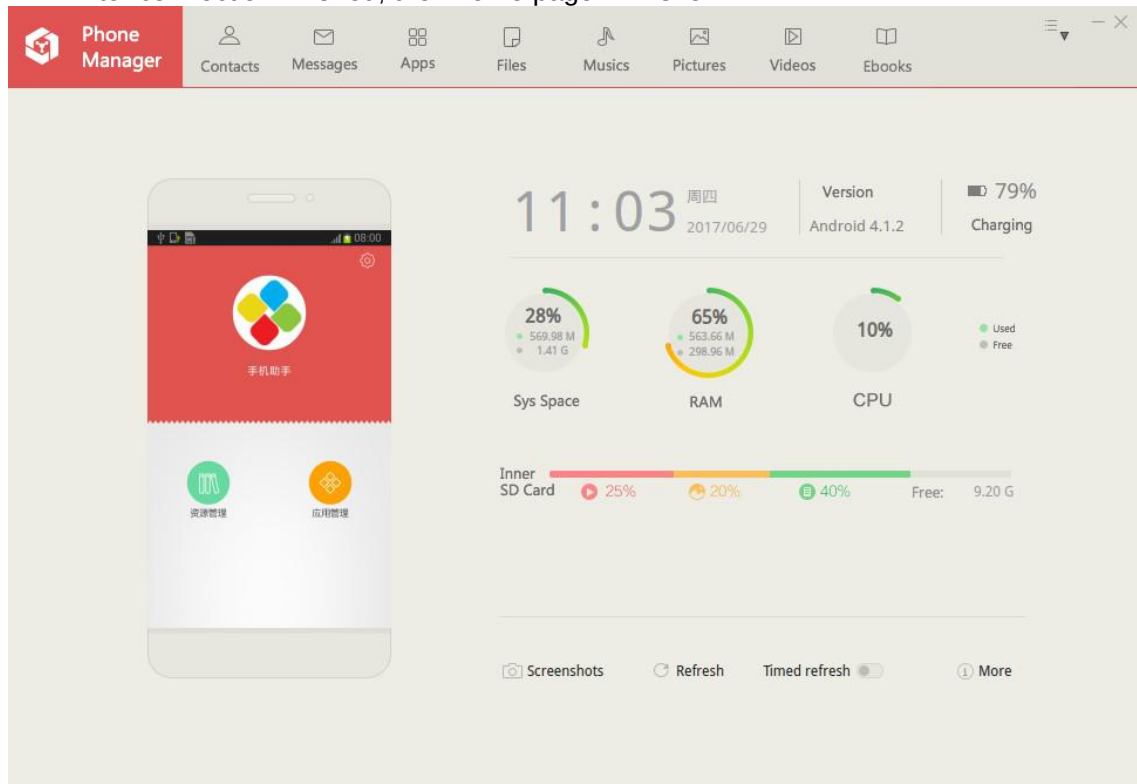 Phone
Manager
Contacts
Messages
Apps
Files
Musics
Pictures
Videos
Ebooks
08:00
手机助手
资源管理
应用管理
11:03
周四
2017/06/29
Version
Android 4.1.2
79%
Charging
28%
569.98 M
1.41 G
Sys Space
65%
563.66 M
298.96 M
RAM
10%
CPU
Used
Free
Inner
SD Card
25%
20%
40%
Free: 9.20 G
Screenshots
Refresh
Timed refresh
More